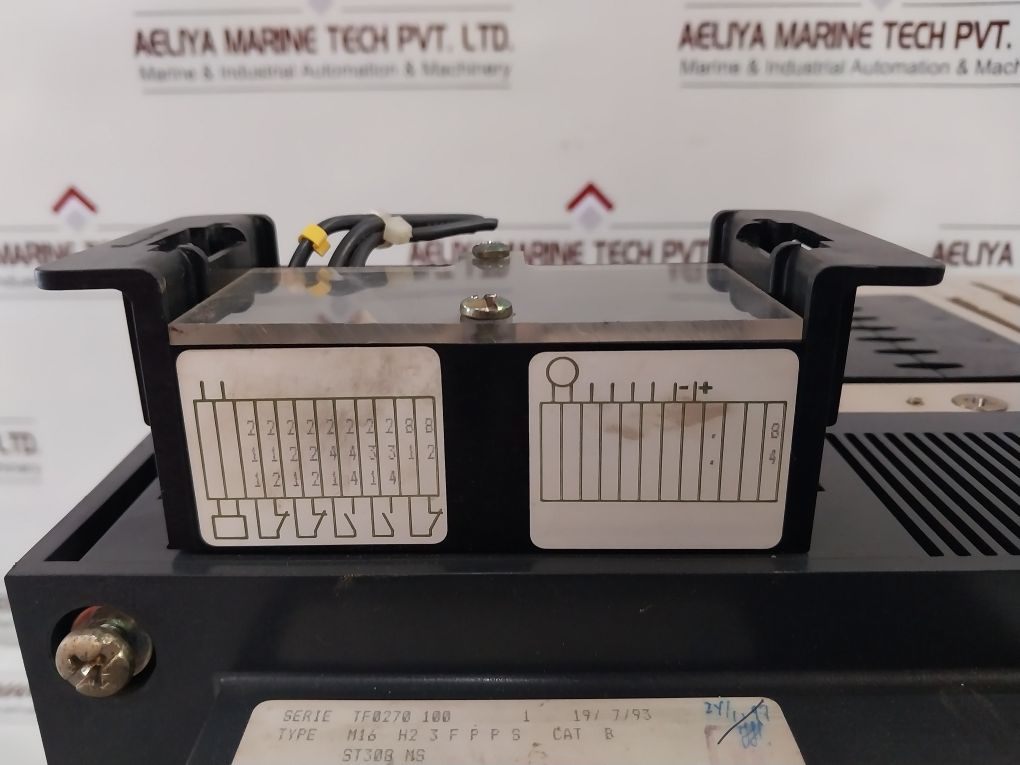 AELIYA MARINE TECH PVT. LTD.
Marine & Industrial Automation & Machinery
AELIYA MARINE TECH PVT.
Marine & Industrial Automation & Mach
MARINE TECH PVT
AELIYA
LTD.
2 2 2 2 2 2 2 2 8 8
1 1 2 2 4 4 3 3 1 2
1 2 1 2 1 4 1 4
- +
8
4
SERIE TF0270 100 1 19/ 7/93
TYPE M16 H2 3 F P P S CAT B
ST308 MS